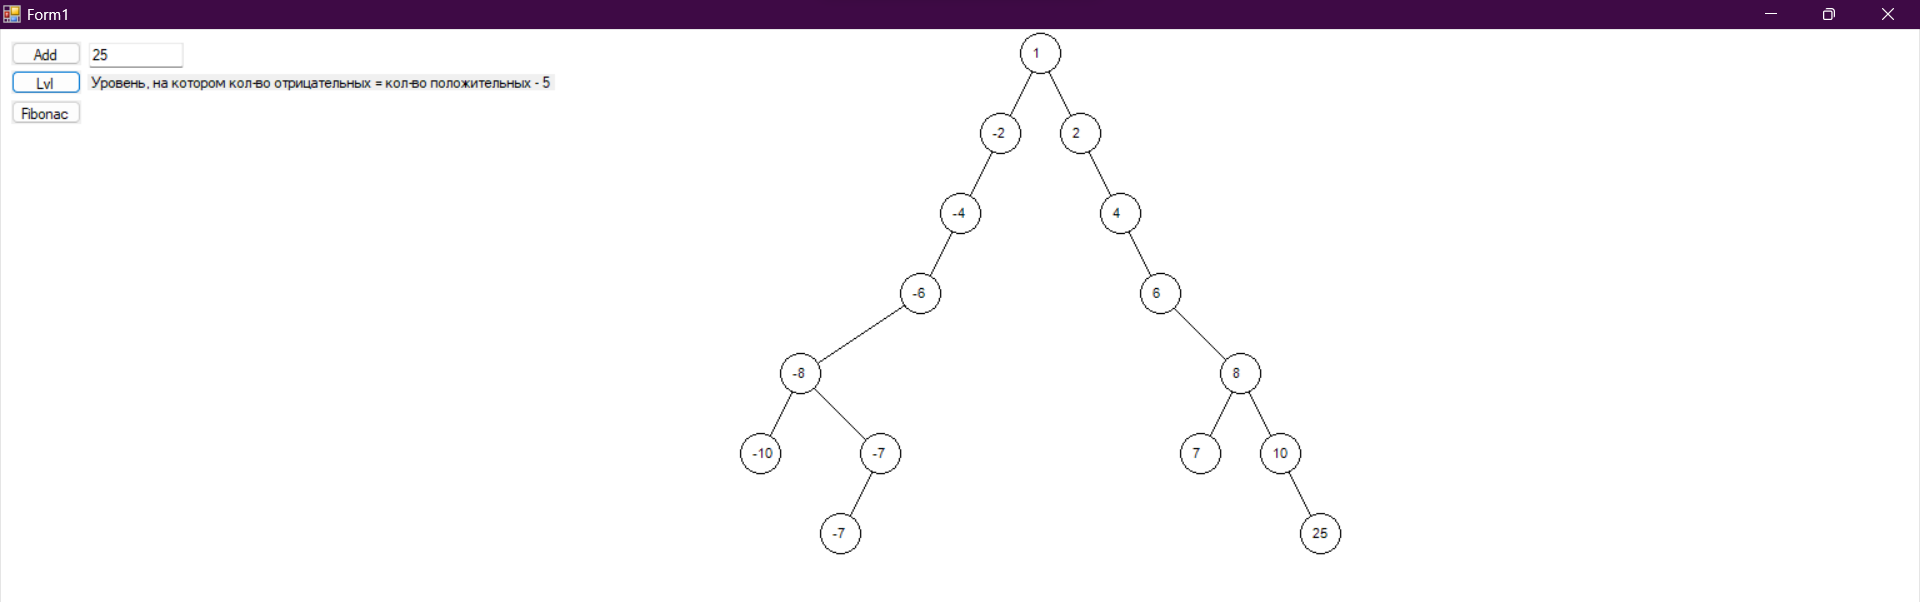 Form1
Add 25
Lvl Уровень, на котором кол-во отрицательных = кол-во положительных - 5
Fibonac
1
-2 2
-4 4
-6 6
-8 8
-10 -7 7 10
-7 25